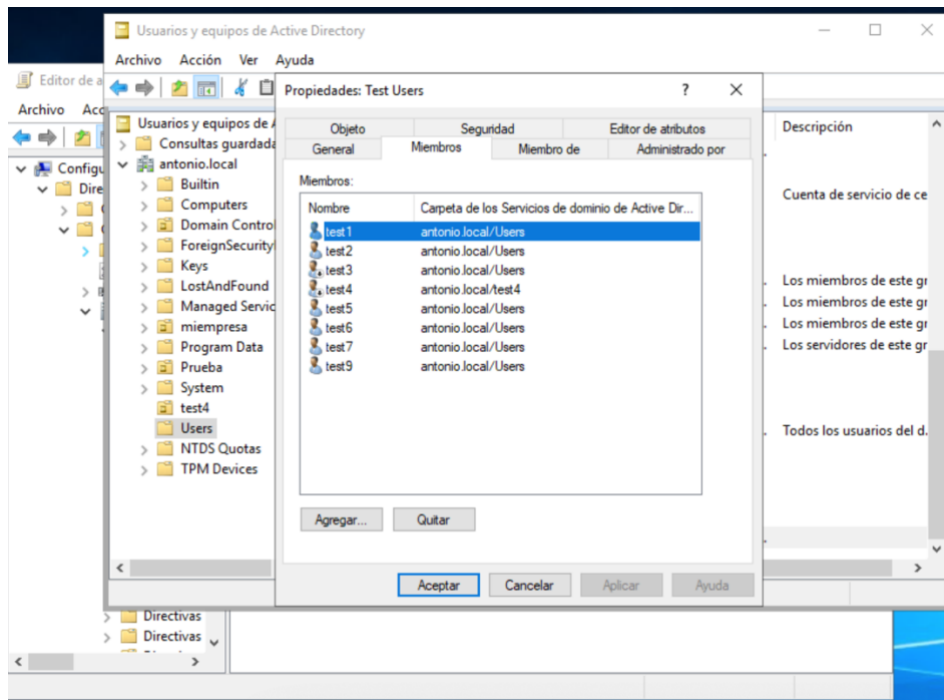 Usuarios y equipos de Active Directory
Archivo Acción Ver Ayuda
Editor de a
Archivo Acc
Configu
Dire
Usuarios y equipos de A
Consultas guardada
antonio.local
Builtin
Computers
Domain Control
ForeignSecurity
Keys
LostAndFound
Managed Servic
miempresa
Program Data
Prueba
System
test4
Users
NTDS Quotas
TPM Devices
Propiedades: Test Users
? ×
Objeto Seguridad Editor de atributos
General Miembros Miembro de Administrado por
Miembros:
Nombre Carpeta de los Servicios de dominio de Active Dir...
test1 antonio.local/Users
test2 antonio.local/Users
test3 antonio.local/Users
test4 antonio.local/test4
test5 antonio.local/Users
test6 antonio.local/Users
test7 antonio.local/Users
test9 antonio.local/Users
Agregar... Quitar
Aceptar Cancelar Aplicar Ayuda
Descripción
Cuenta de servicio de ce
Los miembros de este gr
Los miembros de este gr
Los miembros de este gr
Los servidores de este gr
Todos los usuarios del d.
Directivas
Directivas